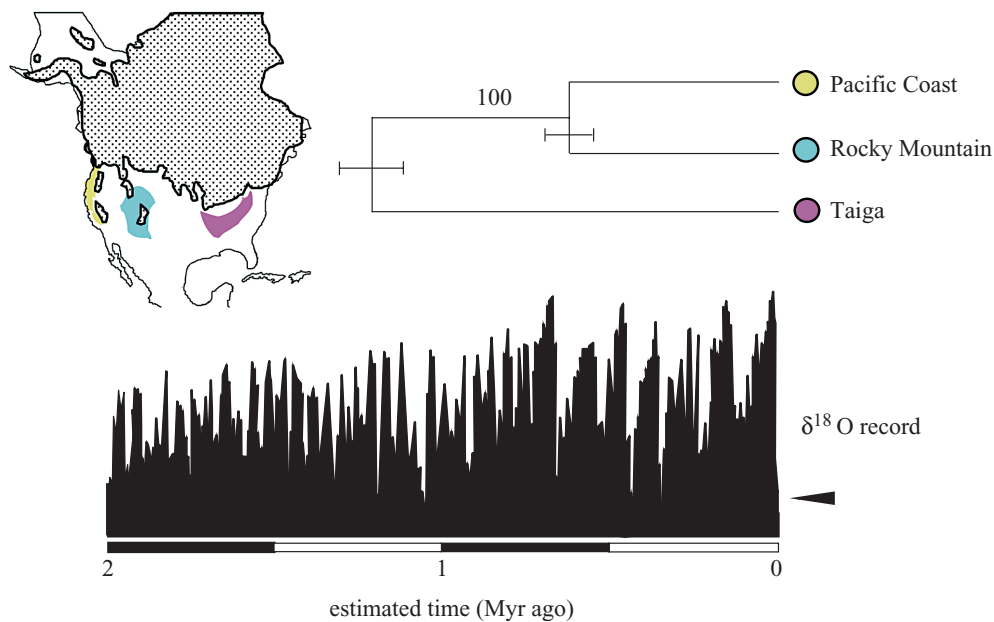 100
Pacific Coast
Rocky Mountain
Taiga
δ¹⁸ O record
2 1 0
estimated time (Myr ago)